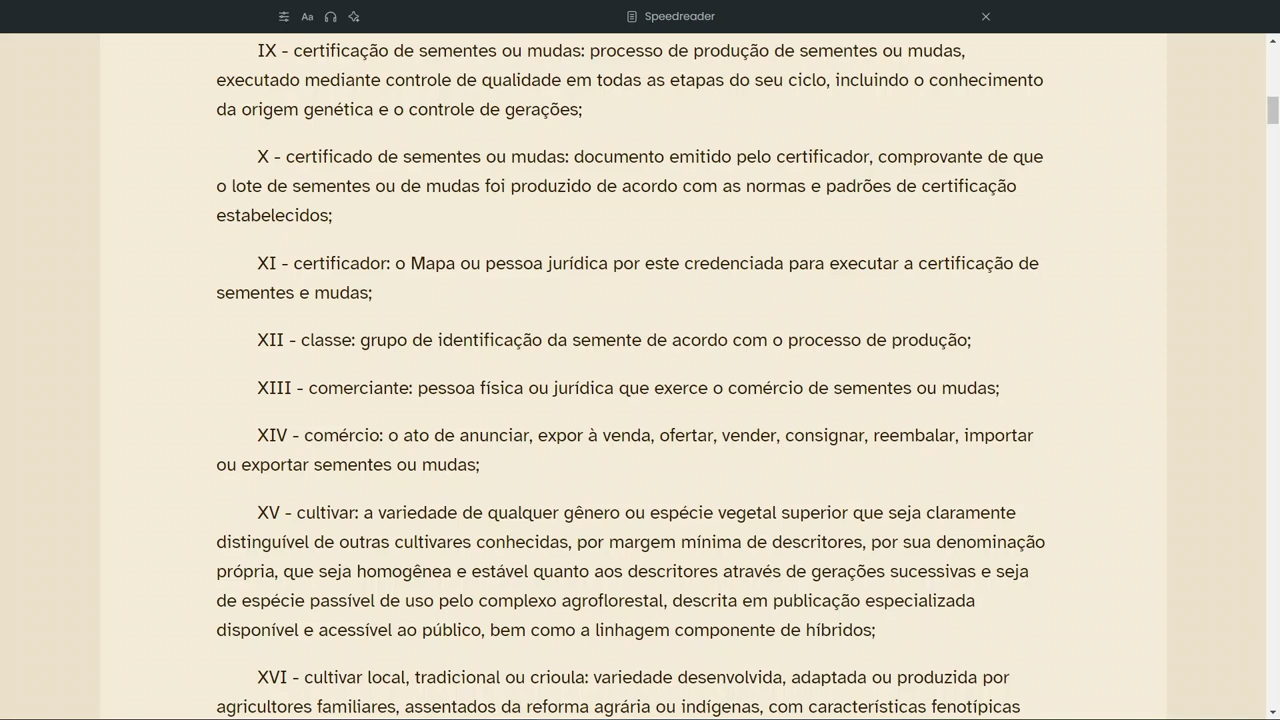 Aa
Speedreader
IX - certificação de sementes ou mudas: processo de produção de sementes ou mudas,
executado mediante controle de qualidade em todas as etapas do seu ciclo, incluindo o conhecimento
da origem genética e o controle de gerações;
X - certificado de sementes ou mudas: documento emitido pelo certificador, comprovante de que
o lote de sementes ou de mudas foi produzido de acordo com as normas e padrões de certificação
estabelecidos;
XI - certificador: o Mapa ou pessoa jurídica por este credenciada para executar a certificação de
sementes e mudas;
XII - classe: grupo de identificação da semente de acordo com o processo de produção;
XIII - comerciante: pessoa física ou jurídica que exerce o comércio de sementes ou mudas;
XIV - comércio: o ato de anunciar, expor à venda, ofertar, vender, consignar, reembalar, importar
ou exportar sementes ou mudas;
XV - cultivar: a variedade de qualquer gênero ou espécie vegetal superior que seja claramente
distinguível de outras cultivares conhecidas, por margem mínima de descritores, por sua denominação
própria, que seja homogênea e estável quanto aos descritores através de gerações sucessivas e seja
de espécie passível de uso pelo complexo agroflorestal, descrita em publicação especializada
disponível e acessível ao público, bem como a linhagem componente de híbridos;
XVI - cultivar local, tradicional ou crioula: variedade desenvolvida, adaptada ou produzida por
agricultores familiares, assentados da reforma agrária ou indígenas, com características fenotípicas